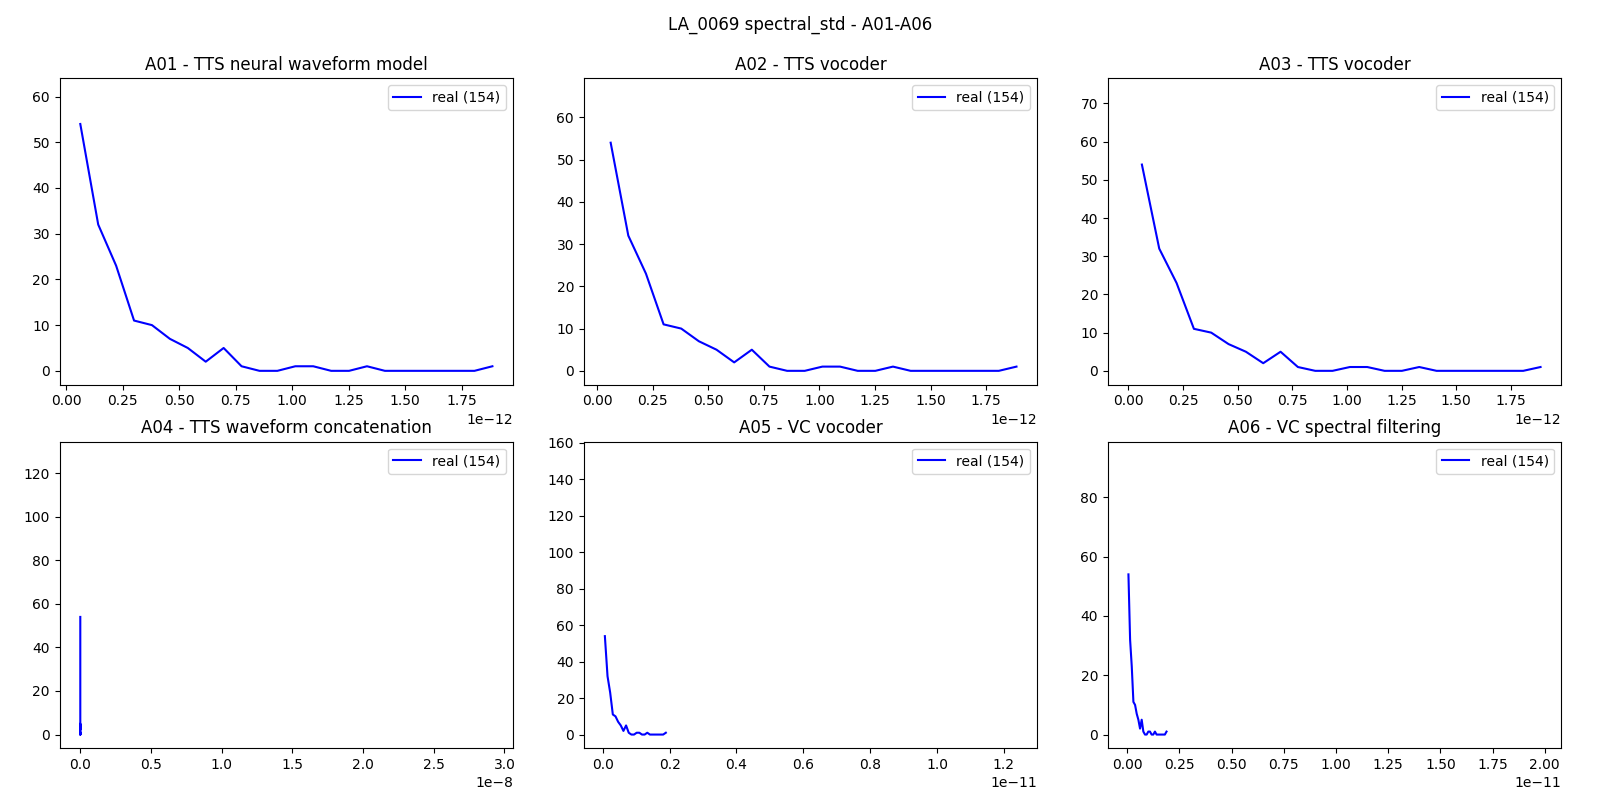 LA_0069 spectral_std - A01-A06
A01 - TTS neural waveform model
real (154)
60
50
40
30
20
10
0
0.00 0.25 0.50 0.75 1.00 1.25 1.50 1.75
1e−12
A02 - TTS vocoder
real (154)
60
50
40
30
20
10
0
0.00 0.25 0.50 0.75 1.00 1.25 1.50 1.75
1e−12
A03 - TTS vocoder
real (154)
70
60
50
40
30
20
10
0
0.00 0.25 0.50 0.75 1.00 1.25 1.50 1.75
1e−12
A04 - TTS waveform concatenation
real (154)
120
100
80
60
40
20
0
0.0 0.5 1.0 1.5 2.0 2.5 3.0
1e−8
A05 - VC vocoder
real (154)
160
140
120
100
80
60
40
20
0
0.0 0.2 0.4 0.6 0.8 1.0 1.2
1e−11
A06 - VC spectral filtering
real (154)
80
60
40
20
0
0.00 0.25 0.50 0.75 1.00 1.25 1.50 1.75 2.00
1e−11